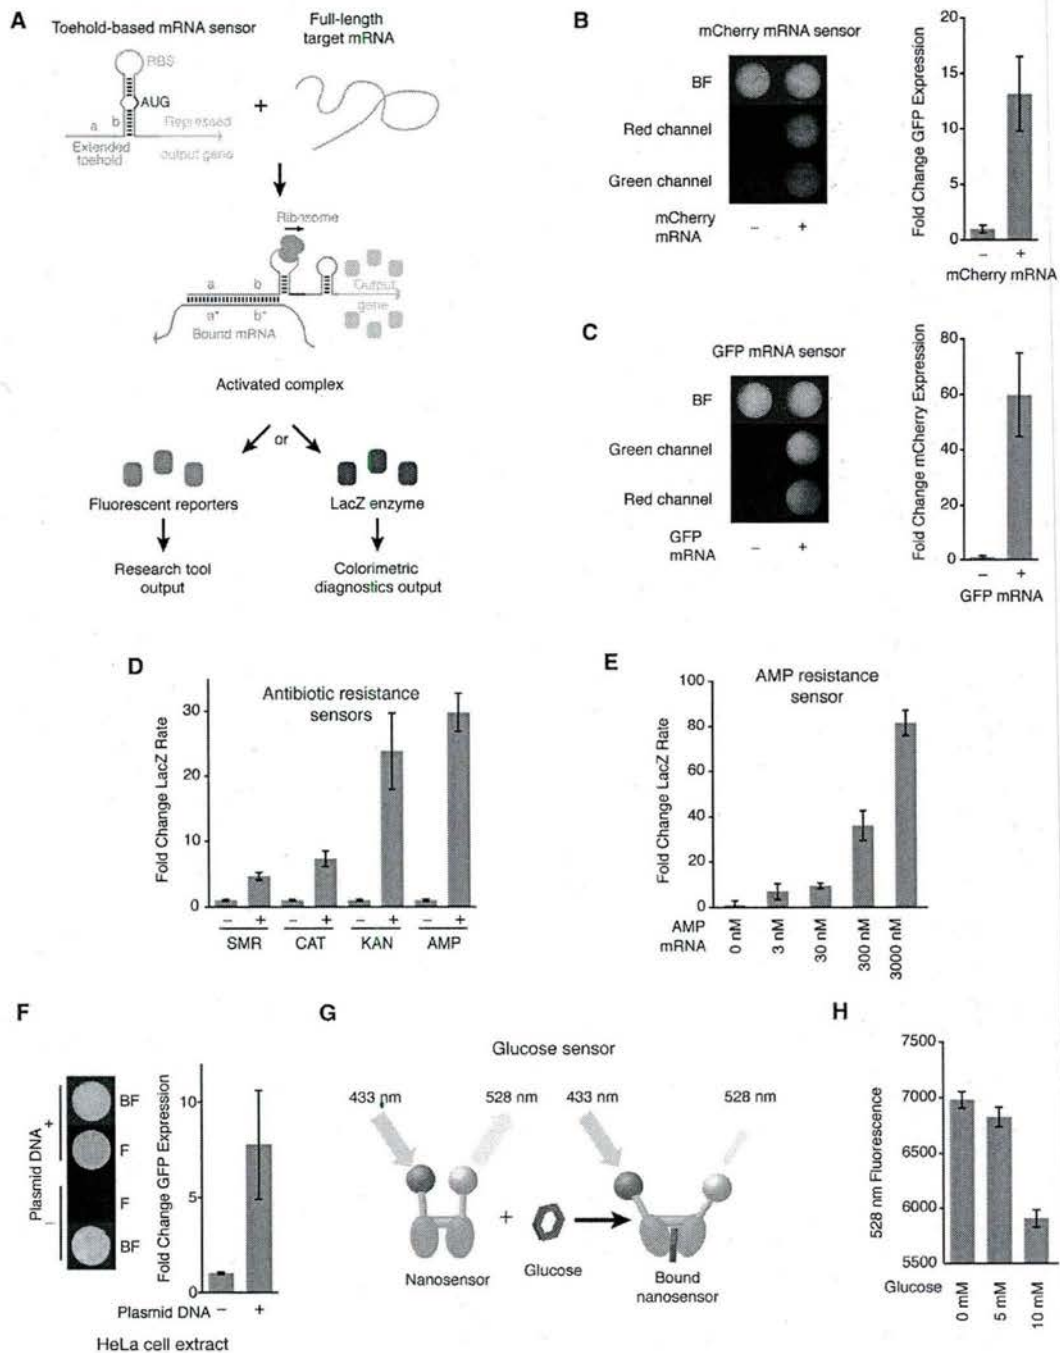 A
Toehold-based mRNA sensor
Full-length
target mRNA
RBS
AUG
a
b
Extended
toehold
Repressed
output gene
+
Ribosome
a
b
a*
b*
Bound mRNA
Output
gene
Activated complex
or
Fluorescent reporters
LacZ enzyme
Research tool
output
Colorimetric
diagnostics output
B
mCherry mRNA sensor
BF
Red channel
Green channel
mCherry
mRNA
– +
Fold Change GFP Expression
20
15
10
5
0
– +
mCherry mRNA
C
GFP mRNA sensor
BF
Green channel
Red channel
GFP
mRNA
– +
Fold Change mCherry Expression
80
60
40
20
0
– +
GFP mRNA
D
Antibiotic resistance
sensors
Fold Change LacZ Rate
30
20
10
0
– + – + – + – +
SMR CAT KAN AMP
E
AMP resistance
sensor
Fold Change LacZ Rate
100
80
60
40
20
0
AMP
mRNA
0 nM
3 nM
30 nM
300 nM
3000 nM
F
Plasmid DNA
+
–
BF
F
F
BF
Fold Change GFP Expression
10
5
0
Plasmid DNA – +
HeLa cell extract
G
Glucose sensor
433 nm
528 nm
433 nm
528 nm
+
Nanosensor
Glucose
Bound
nanosensor
H
528 nm Fluorescence
7500
7000
6500
6000
5500
Glucose
0 mM
5 mM
10 mM